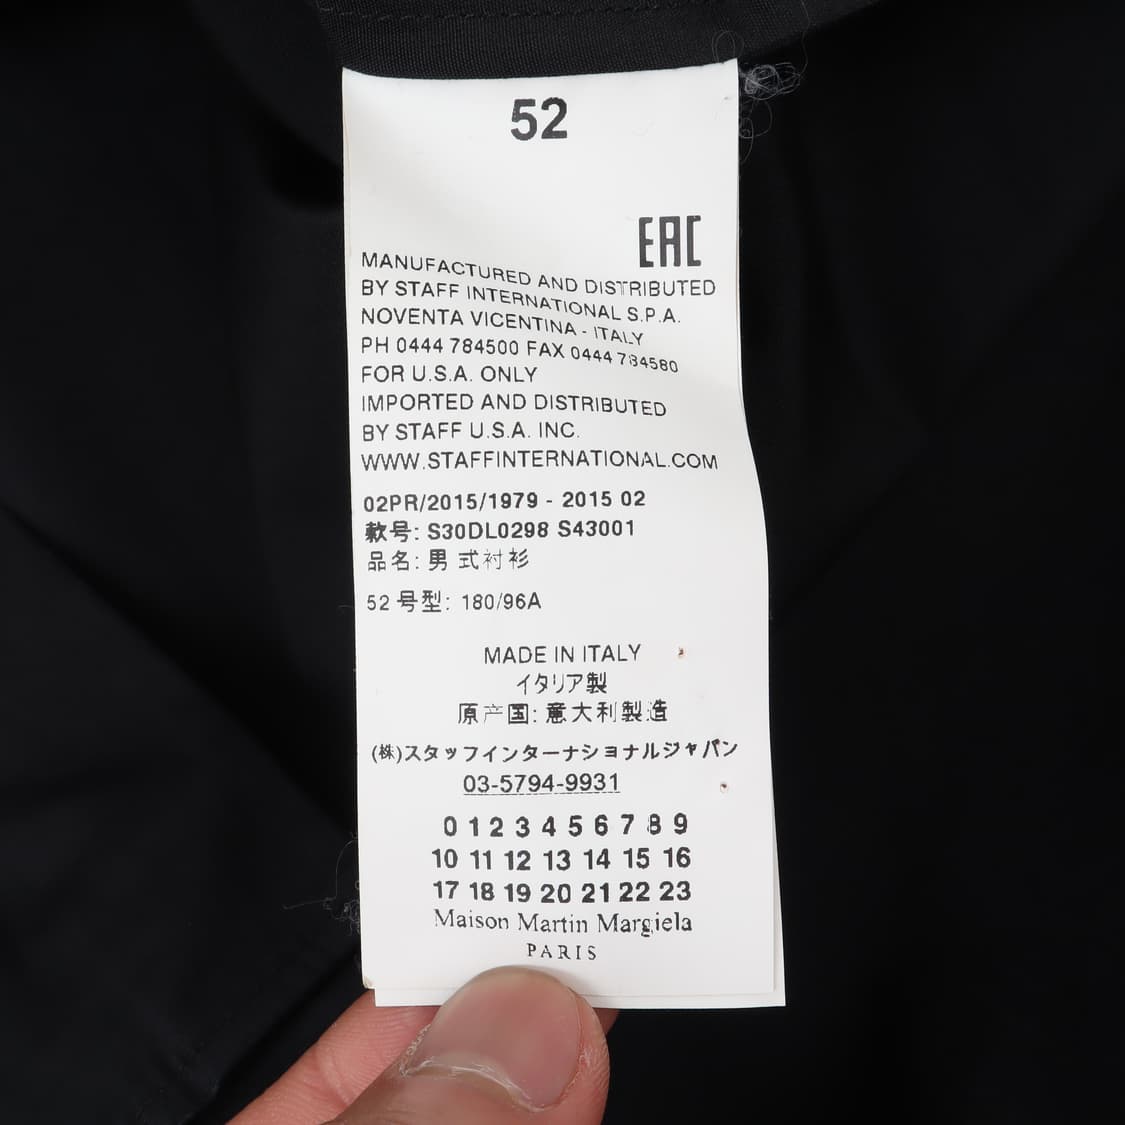 52
EAC
MANUFACTURED AND DISTRIBUTED
BY STAFF INTERNATIONAL S.P.A.
NOVENTA VICENTINA - ITALY
PH 0444 784500 FAX 0444 784580
FOR U.S.A. ONLY
IMPORTED AND DISTRIBUTED
BY STAFF U.S.A. INC.
WWW.STAFFINTERNATIONAL.COM
02PR/2015/1979 - 2015 02
款号: S30DL0298 S43001
品名: 男式衬衫
52 号型: 180/96A
MADE IN ITALY
イタリア製
原产国: 意大利製造
(株)スタッフインターナショナルジャパン
03-5794-9931
0 1 2 3 4 5 6 7 8 9
10 11 12 13 14 15 16
17 18 19 20 21 22 23
Maison Martin Margiela
PARIS